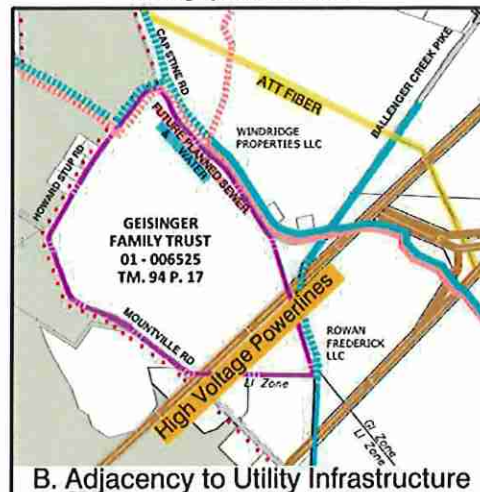 CAP STINE RD
ATT FIBER
BALLENGER CREEK PIKE
WINDRIDGE
PROPERTIES LLC
FUTURE PLANNED SEWER
WATER
HOWARD STUP RD
GEISINGER
FAMILY TRUST
01 - 006525
TM. 94 P. 17
High Voltage Powerlines
ROWAN
FREDERICK
LLC
MOUNTVILLE RD
LI Zone
GI Zone
LI Zone
B. Adjacency to Utility Infrastructure